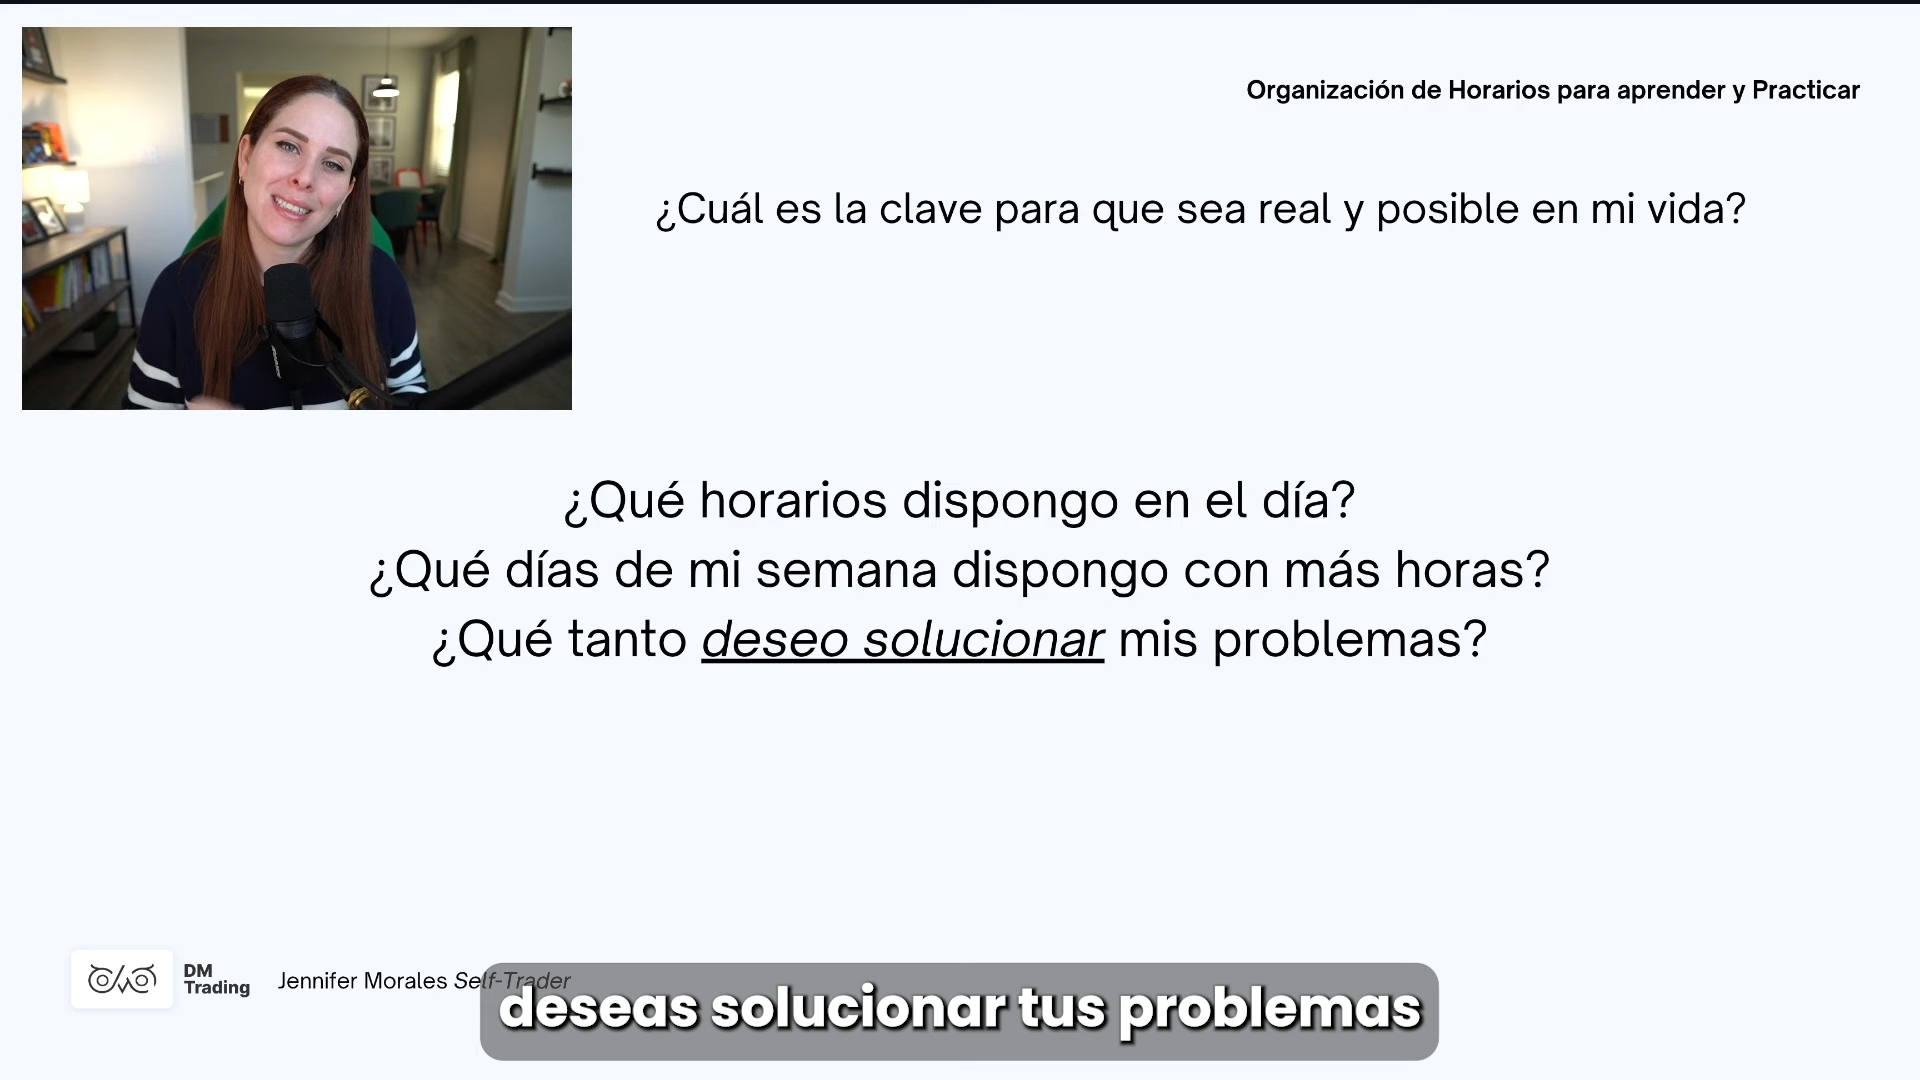 Organización de Horarios para aprender y Practicar
¿Cuál es la clave para que sea real y posible en mi vida?
¿Qué horarios dispongo en el día?
¿Qué días de mi semana dispongo con más horas?
¿Qué tanto deseo solucionar mis problemas?
DM
Trading
Jennifer Morales Self-Trader
deseas solucionar tus problemas